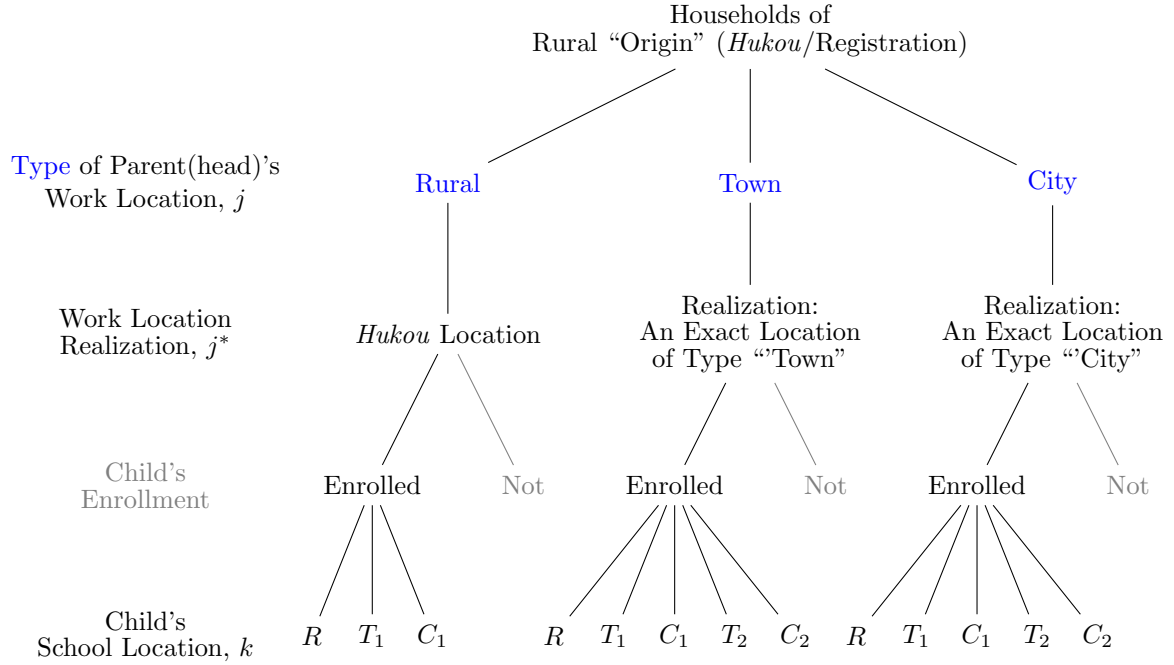 Households of
Rural “Origin” (Hukou/Registration)
Type of Parent(head)'s
Work Location, j
Rural
Town
City
Work Location
Realization, j*
Hukou Location
Realization:
An Exact Location
of Type “’Town”
Realization:
An Exact Location
of Type “’City”
Child's
Enrollment
Enrolled
Not
Enrolled
Not
Enrolled
Not
Child's
School Location, k
R T₁ C₁
R T₁ C₁ T₂ C₂
R T₁ C₁ T₂ C₂